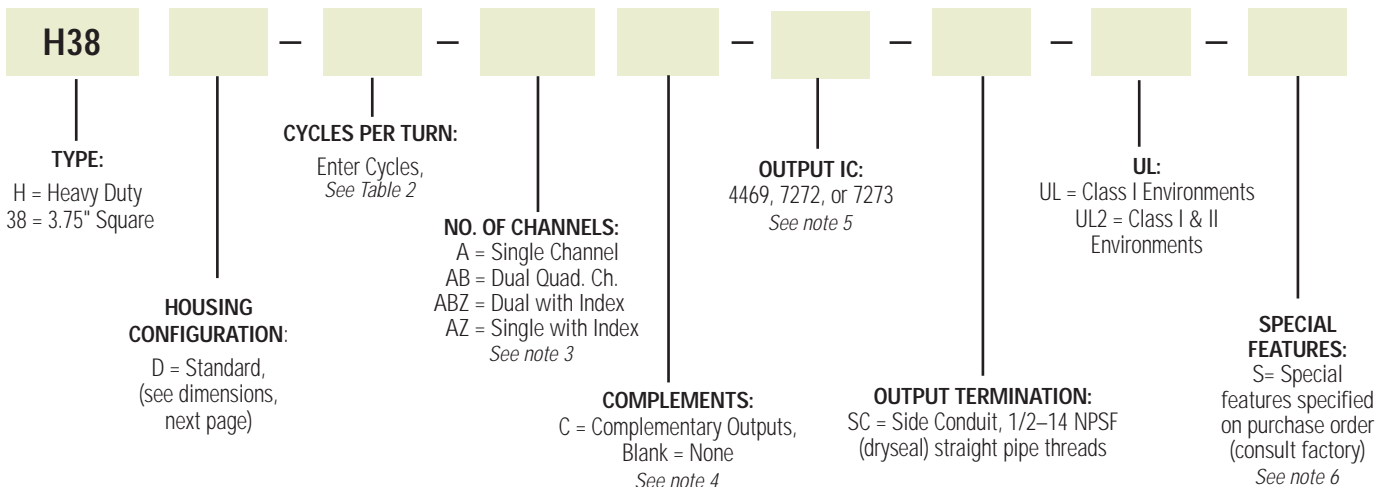 H38 – – – – – –
TYPE:
H = Heavy Duty
38 = 3.75" Square
HOUSING
CONFIGURATION:
D = Standard,
(see dimensions,
next page)
CYCLES PER TURN:
Enter Cycles,
See Table 2
NO. OF CHANNELS:
A = Single Channel
AB = Dual Quad. Ch.
ABZ = Dual with Index
AZ = Single with Index
See note 3
COMPLEMENTS:
C = Complementary Outputs,
Blank = None
See note 4
OUTPUT IC:
4469, 7272, or 7273
See note 5
OUTPUT TERMINATION:
SC = Side Conduit, 1/2–14 NPSF
(dryseal) straight pipe threads
UL:
UL = Class I Environments
UL2 = Class I & II
Environments
SPECIAL
FEATURES:
S= Special
features specified
on purchase order
(consult factory)
See note 6